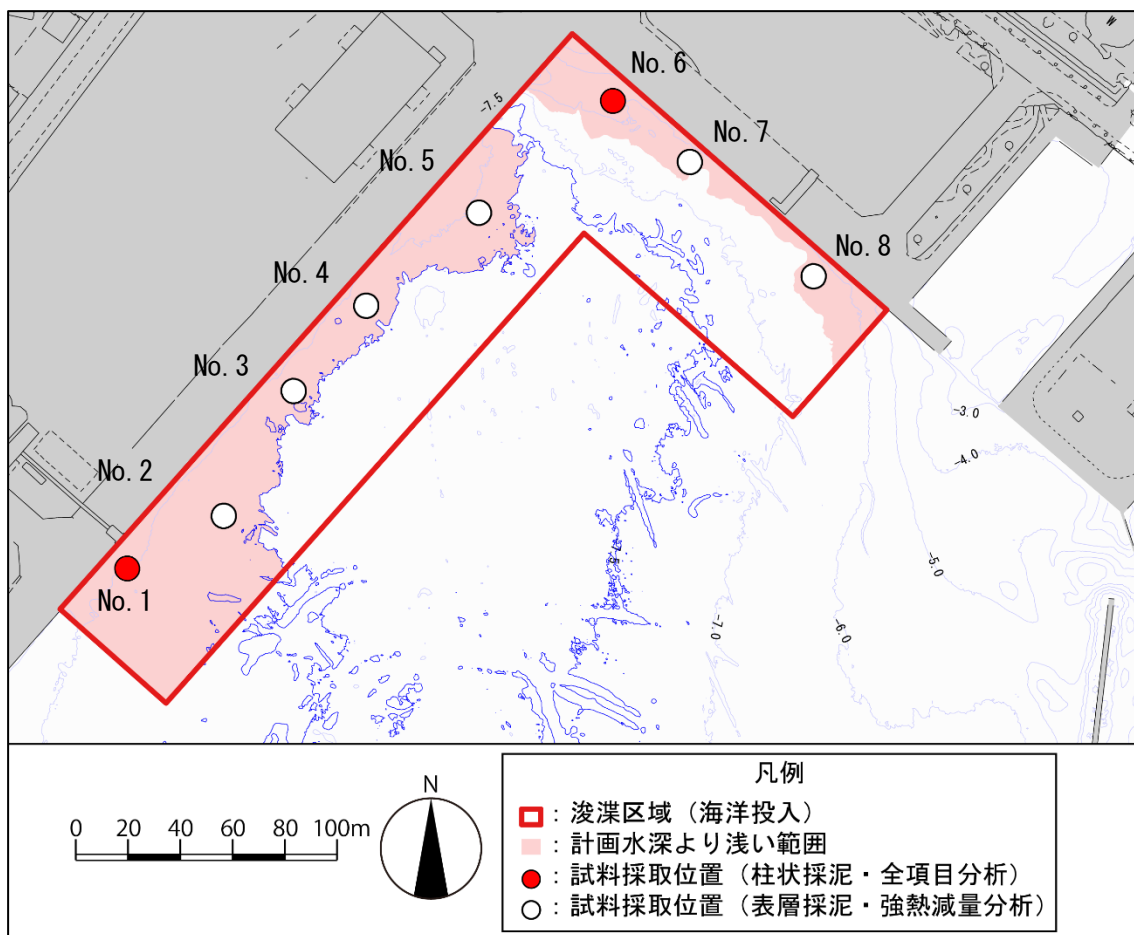 W
No. 6
-7.5
No. 7
No. 5
No. 8
No. 4
No. 3
-3.0
-4.0
No. 2
-5.0
No. 1
-7.0
-6.0
凡例
N
0 20 40 60 80 100m
：浚渫区域（海洋投入）
：計画水深より浅い範囲
：試料採取位置（柱状採泥・全項目分析）
：試料採取位置（表層採泥・強熱減量分析）